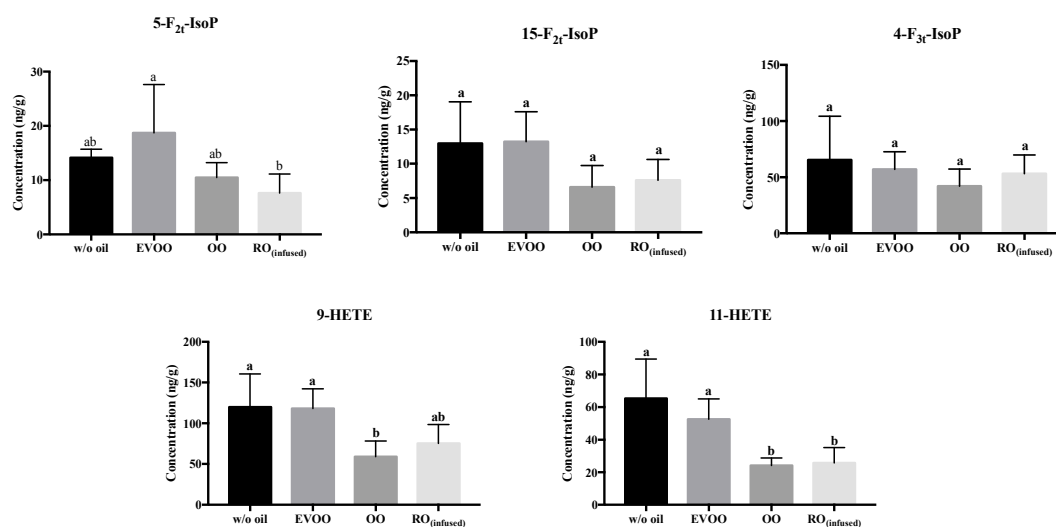 5-F2t-IsoP
Concentration (ng/g)
30
20
10
0
ab
a
ab
b
w/o oil EVOO OO RO(infused)
15-F2t-IsoP
Concentration (ng/g)
25
20
15
10
5
0
a
a
a
a
w/o oil EVOO OO RO(infused)
4-F3t-IsoP
Concentration (ng/g)
150
100
50
0
a
a
a
a
w/o oil EVOO OO RO(infused)
9-HETE
Concentration (ng/g)
200
150
100
50
0
a
a
b
ab
w/o oil EVOO OO RO(infused)
11-HETE
Concentration (ng/g)
100
80
60
40
20
0
a
a
b
b
w/o oil EVOO OO RO(infused)